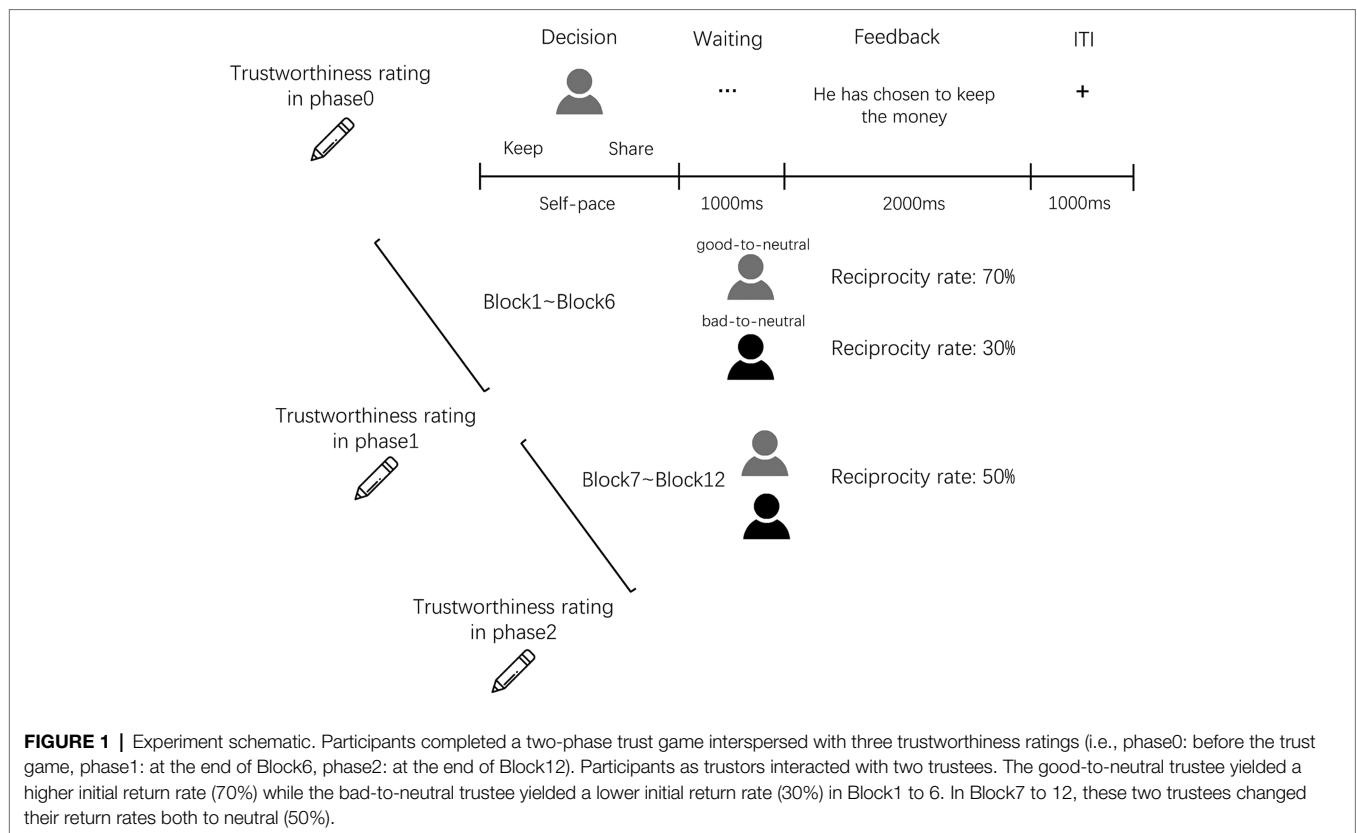 Decision Waiting Feedback ITI
Trustworthiness rating
in phase0
...
He has chosen to keep
the money
+
Keep Share
Self-pace 1000ms 2000ms 1000ms
good-to-neutral
Reciprocity rate: 70%
Block1~Block6
bad-to-neutral
Reciprocity rate: 30%
Trustworthiness rating
in phase1
Block7~Block12
Reciprocity rate: 50%
Trustworthiness rating
in phase2
FIGURE 1 | Experiment schematic. Participants completed a two-phase trust game interspersed with three trustworthiness ratings (i.e., phase0: before the trust
game, phase1: at the end of Block6, phase2: at the end of Block12). Participants as trustors interacted with two trustees. The good-to-neutral trustee yielded a
higher initial return rate (70%) while the bad-to-neutral trustee yielded a lower initial return rate (30%) in Block1 to 6. In Block7 to 12, these two trustees changed
their return rates both to neutral (50%).